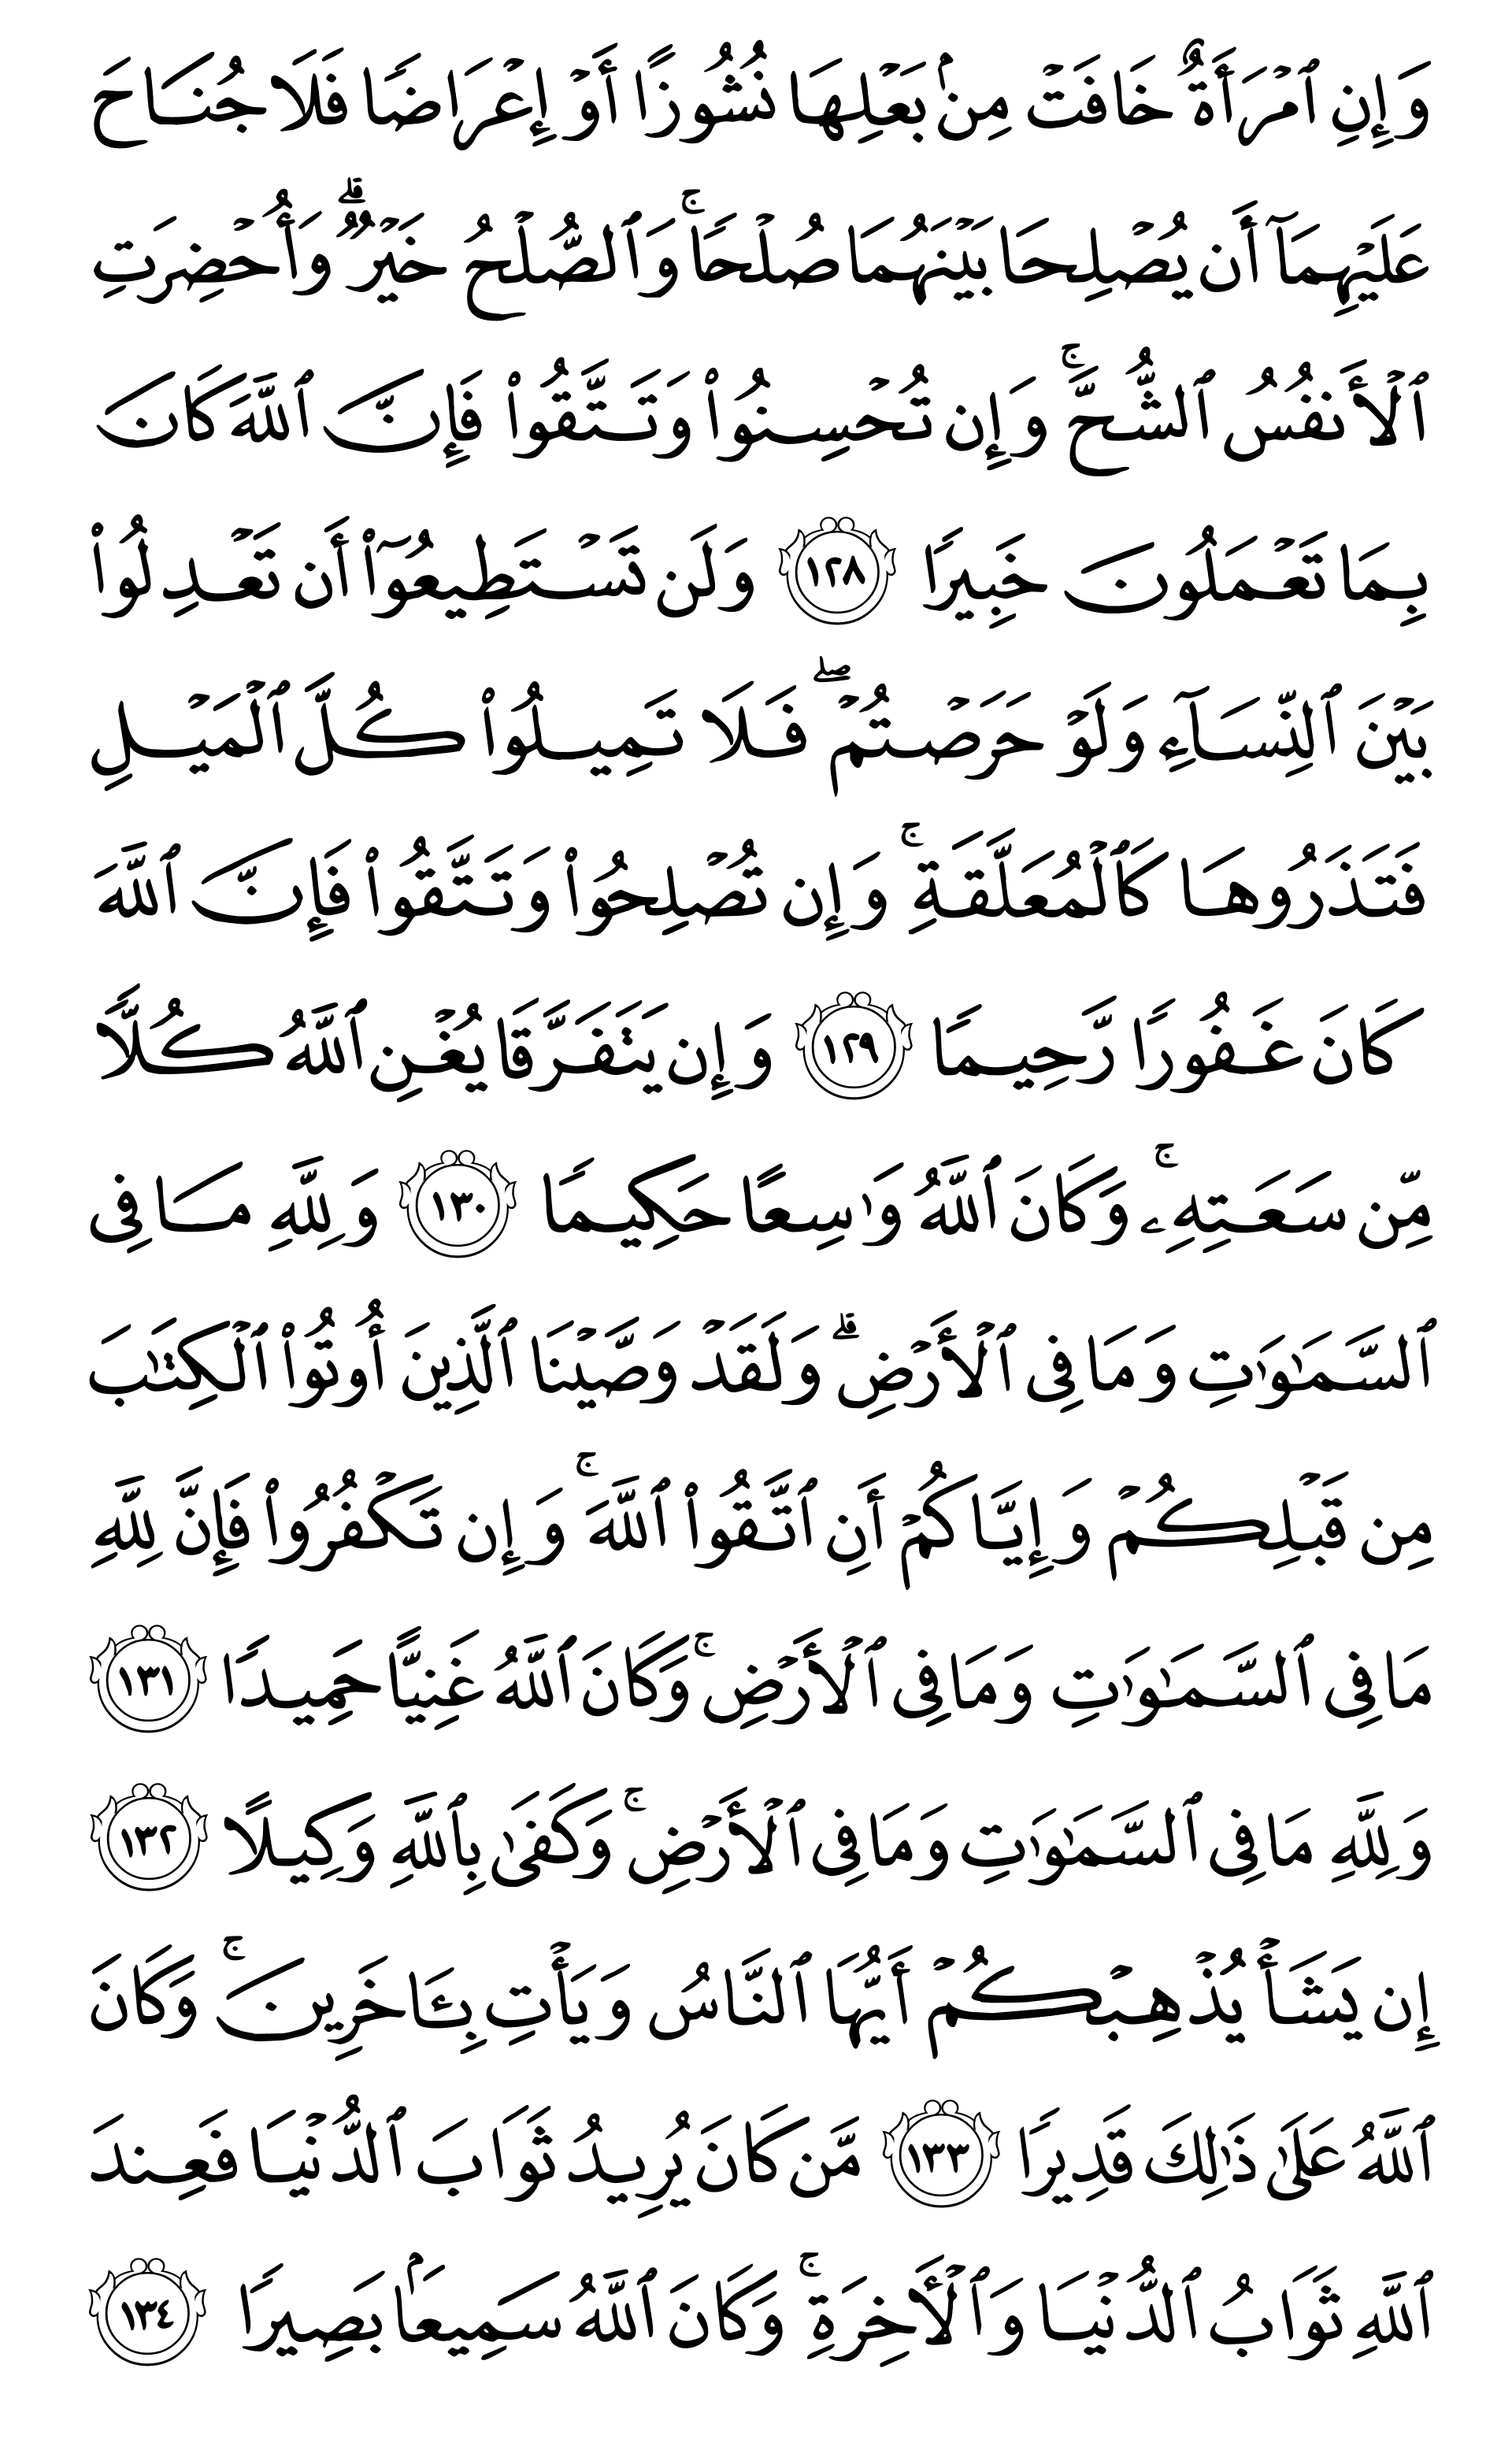 وَإِنِ ٱمۡرَأَةٌ خَافَتۡ مِنۢ بَعۡلِهَا نُشُوزًا أَوۡ إِعۡرَاضٗا فَلَا جُنَاحَ
عَلَيۡهِمَآ أَن يُصۡلِحَا بَيۡنَهُمَا صُلۡحٗاۚ وَٱلصُّلۡحُ خَيۡرٞۗ وَأُحۡضِرَتِ
ٱلۡأَنفُسُ ٱلشُّحَّۚ وَإِن تُحۡسِنُواْ وَتَتَّقُواْ فَإِنَّ ٱللَّهَ كَانَ
بِمَا تَعۡمَلُونَ خَبِيرٗا ١٢٨ وَلَن تَسۡتَطِيعُوٓاْ أَن تَعۡدِلُواْ
بَيۡنَ ٱلنِّسَآءِ وَلَوۡ حَرَصۡتُمۡۖ فَلَا تَمِيلُواْ كُلَّ ٱلۡمَيۡلِ
فَتَذَرُوهَا كَٱلۡمُعَلَّقَةِۚ وَإِن تُصۡلِحُواْ وَتَتَّقُواْ فَإِنَّ ٱللَّهَ
كَانَ غَفُورٗا رَّحِيمٗا ١٢٩ وَإِن يَتَفَرَّقَا يُغۡنِ ٱللَّهُ كُلّٗا
مِّن سَعَتِهِۦۚ وَكَانَ ٱللَّهُ وَٰسِعًا حَكِيمٗا ١٣٠ وَلِلَّهِ مَا فِي
ٱلسَّمَٰوَٰتِ وَمَا فِي ٱلۡأَرۡضِۗ وَلَقَدۡ وَصَّيۡنَا ٱلَّذِينَ أُوتُواْ ٱلۡكِتَٰبَ
مِن قَبۡلِكُمۡ وَإِيَّاكُمۡ أَنِ ٱتَّقُواْ ٱللَّهَۚ وَإِن تَكۡفُرُواْ فَإِنَّ لِلَّهِ
مَا فِي ٱلسَّمَٰوَٰتِ وَمَا فِي ٱلۡأَرۡضِۚ وَكَانَ ٱللَّهُ غَنِيًّا حَمِيدٗا ١٣١
وَلِلَّهِ مَا فِي ٱلسَّمَٰوَٰتِ وَمَا فِي ٱلۡأَرۡضِۚ وَكَفَىٰ بِٱللَّهِ وَكِيلًا ١٣٢
إِن يَشَأۡ يُذۡهِبۡكُمۡ أَيُّهَا ٱلنَّاسُ وَيَأۡتِ بِـَٔاخَرِينَۚ وَكَانَ
ٱللَّهُ عَلَىٰ ذَٰلِكَ قَدِيرٗا ١٣٣ مَّن كَانَ يُرِيدُ ثَوَابَ ٱلدُّنۡيَا فَعِندَ
ٱللَّهِ ثَوَابُ ٱلدُّنۡيَا وَٱلۡأٓخِرَةِۚ وَكَانَ ٱللَّهُ سَمِيعَۢا بَصِيرٗا ١٣٤